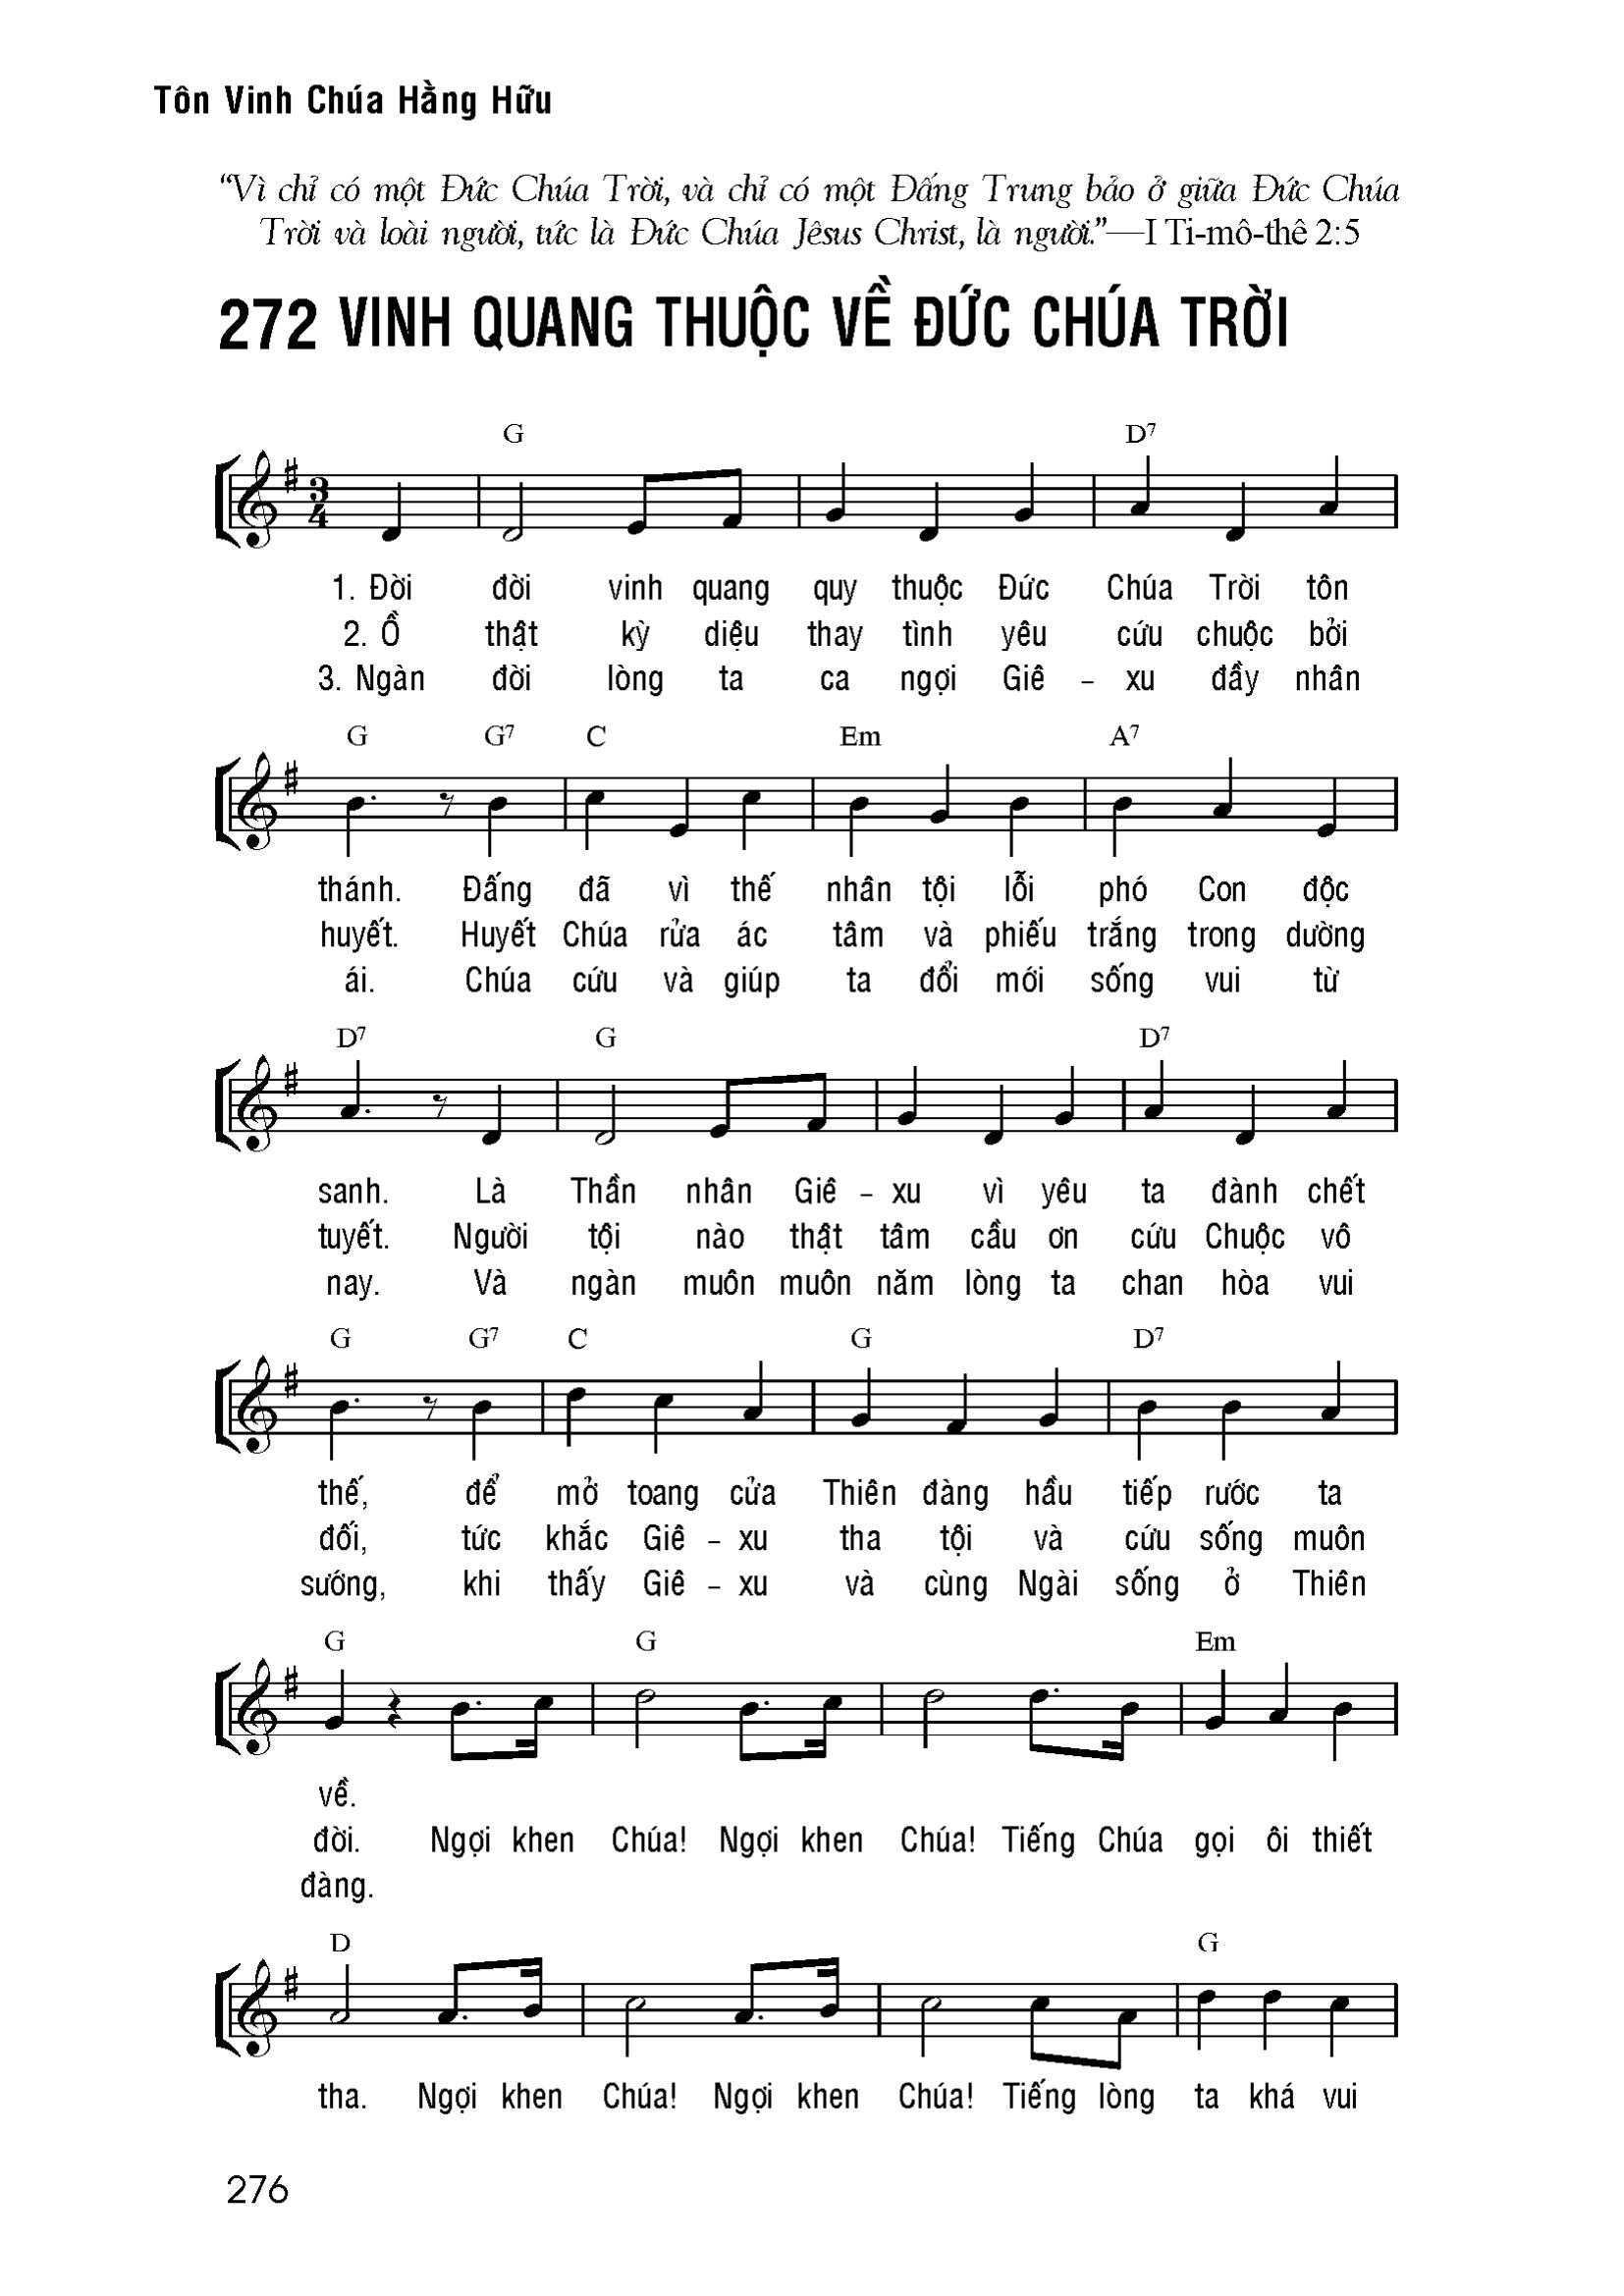 Tôn Vinh Chúa Hằng Hữu
“Vì chỉ có một Đức Chúa Trời, và chỉ có một Đấng Trung bảo ở giữa Đức Chúa
Trời và loài người, tức là Đức Chúa Jêsus Christ, là người.”—I Ti-mô-thê 2:5
272 VINH QUANG THUỘC VỀ ĐỨC CHÚA TRỜI
G D7
3
4
1. Đời đời vinh quang quy thuộc Đức Chúa Trời tôn
2. Ồ thật kỳ diệu thay tình yêu cứu chuộc bởi
3. Ngàn đời lòng ta ca ngợi Giê – xu đầy nhân
G G7 C Em A7
thánh. Đấng đã vì thế nhân tội lỗi phó Con độc
huyết. Huyết Chúa rửa ác tâm và phiếu trắng trong dường
ái. Chúa cứu và giúp ta đổi mới sống vui từ
D7 G D7
sanh. Là Thần nhân Giê – xu vì yêu ta đành chết
tuyết. Người tội nào thật tâm cầu ơn cứu Chuộc vô
nay. Và ngàn muôn muôn năm lòng ta chan hòa vui
G G7 C G D7
thế, để mở toang cửa Thiên đàng hầu tiếp rước ta
đối, tức khắc Giê – xu tha tội và cứu sống muôn
sướng, khi thấy Giê – xu và cùng Ngài sống ở Thiên
G G Em
về.
đời. Ngợi khen Chúa! Ngợi khen Chúa! Tiếng Chúa gọi ôi thiết
đàng.
D G
tha. Ngợi khen Chúa! Ngợi khen Chúa! Tiếng lòng ta khá vui
276